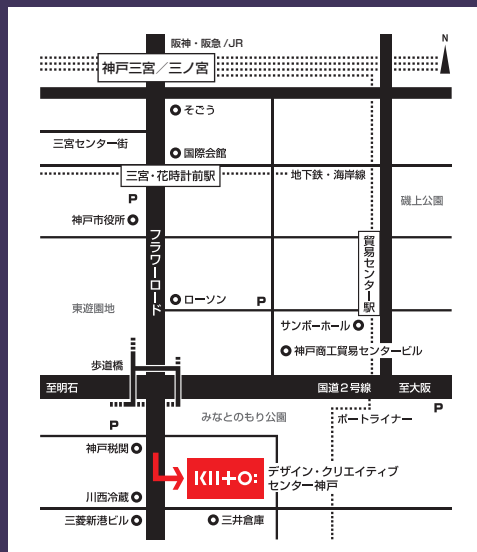 阪神・阪急/JR
N
神戸三宮／三ノ宮
そごう
三宮センター街
国際会館
三宮・花時計前駅
地下鉄・海岸線
P
磯上公園
神戸市役所
フラワーロード
貿易センター駅
東遊園地
ローソン
P
サンボーホール
神戸商工貿易センタービル
歩道橋
至明石
国道2号線
至大阪
P
みなとのもり公園
ポートライナー
P
神戸税関
KIITO:
デザイン・クリエイティブ
センター神戸
川西冷蔵
三菱新港ビル
三井倉庫